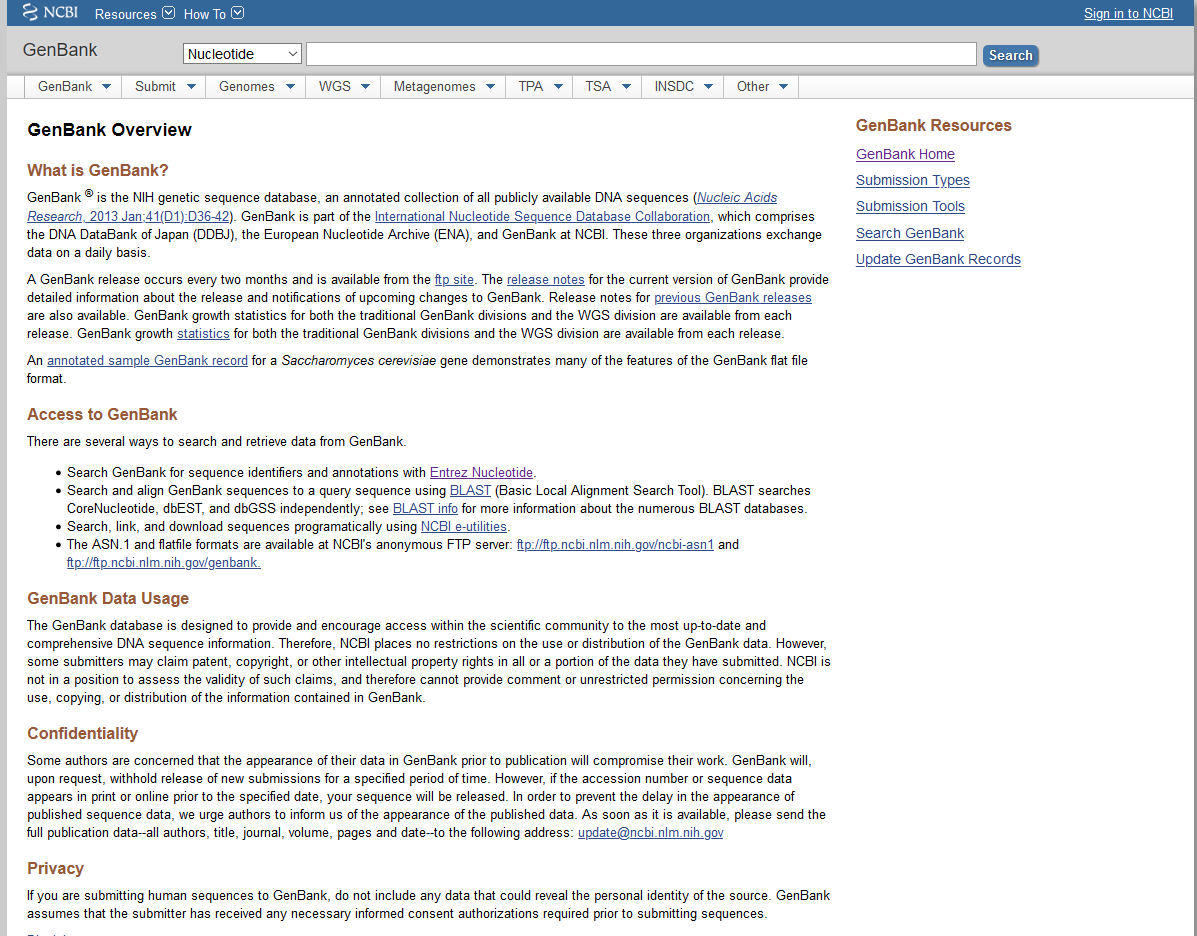 NCBI Resources How To Sign in to NCBI
GenBank Nucleotide Search
GenBank Submit Genomes WGS Metagenomes TPA TSA INSDC Other
GenBank Overview
What is GenBank?
GenBank ® is the NIH genetic sequence database, an annotated collection of all publicly available DNA sequences (Nucleic Acids
Research, 2013 Jan;41(D1):D36-42). GenBank is part of the International Nucleotide Sequence Database Collaboration, which comprises
the DNA DataBank of Japan (DDBJ), the European Nucleotide Archive (ENA), and GenBank at NCBI. These three organizations exchange
data on a daily basis.
A GenBank release occurs every two months and is available from the ftp site. The release notes for the current version of GenBank provide
detailed information about the release and notifications of upcoming changes to GenBank. Release notes for previous GenBank releases
are also available. GenBank growth statistics for both the traditional GenBank divisions and the WGS division are available from each
release. GenBank growth statistics for both the traditional GenBank divisions and the WGS division are available from each release.
An annotated sample GenBank record for a Saccharomyces cerevisiae gene demonstrates many of the features of the GenBank flat file
format.
Access to GenBank
There are several ways to search and retrieve data from GenBank.
• Search GenBank for sequence identifiers and annotations with Entrez Nucleotide.
• Search and align GenBank sequences to a query sequence using BLAST (Basic Local Alignment Search Tool). BLAST searches
CoreNucleotide, dbEST, and dbGSS independently; see BLAST info for more information about the numerous BLAST databases.
• Search, link, and download sequences programatically using NCBI e-utilities.
• The ASN.1 and flatfile formats are available at NCBI's anonymous FTP server: ftp://ftp.ncbi.nlm.nih.gov/ncbi-asn1 and
ftp://ftp.ncbi.nlm.nih.gov/genbank.
GenBank Data Usage
The GenBank database is designed to provide and encourage access within the scientific community to the most up-to-date and
comprehensive DNA sequence information. Therefore, NCBI places no restrictions on the use or distribution of the GenBank data. However,
some submitters may claim patent, copyright, or other intellectual property rights in all or a portion of the data they have submitted. NCBI is
not in a position to assess the validity of such claims, and therefore cannot provide comment or unrestricted permission concerning the
use, copying, or distribution of the information contained in GenBank.
Confidentiality
Some authors are concerned that the appearance of their data in GenBank prior to publication will compromise their work. GenBank will,
upon request, withhold release of new submissions for a specified period of time. However, if the accession number or sequence data
appears in print or online prior to the specified date, your sequence will be released. In order to prevent the delay in the appearance of
published sequence data, we urge authors to inform us of the appearance of the published data. As soon as it is available, please send the
full publication data--all authors, title, journal, volume, pages and date--to the following address: update@ncbi.nlm.nih.gov
Privacy
If you are submitting human sequences to GenBank, do not include any data that could reveal the personal identity of the source. GenBank
assumes that the submitter has received any necessary informed consent authorizations required prior to submitting sequences.
GenBank Resources
GenBank Home
Submission Types
Submission Tools
Search GenBank
Update GenBank Records